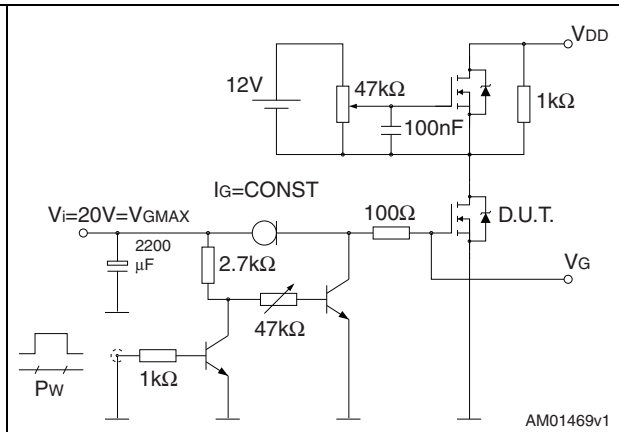 VDD
12V
47kΩ
1kΩ
100nF
IG=CONST
Vi=20V=VGMAX
100Ω
D.U.T.
2200
μF
2.7kΩ
VG
47kΩ
1kΩ
PW
AM01469v1